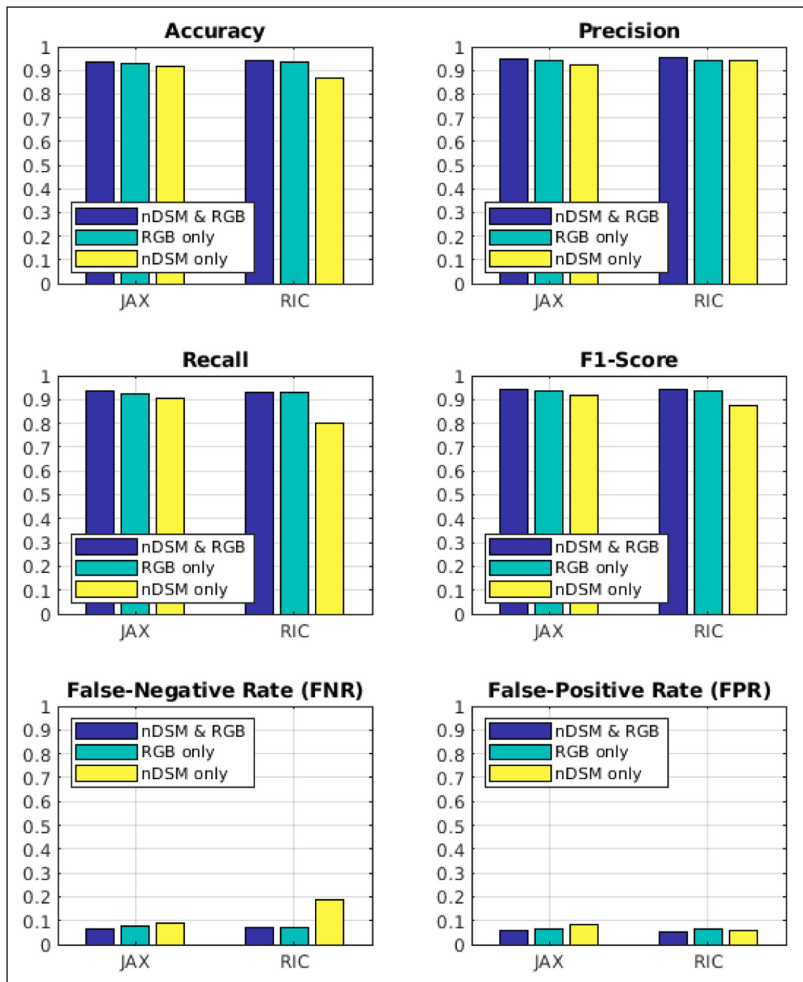 Accuracy
1
0.9
0.8
0.7
0.6
0.5
0.4
0.3
0.2
0.1
0
nDSM & RGB
RGB only
nDSM only
JAX
RIC
Precision
1
0.9
0.8
0.7
0.6
0.5
0.4
0.3
0.2
0.1
0
nDSM & RGB
RGB only
nDSM only
JAX
RIC
Recall
1
0.9
0.8
0.7
0.6
0.5
0.4
0.3
0.2
0.1
0
nDSM & RGB
RGB only
nDSM only
JAX
RIC
F1-Score
1
0.9
0.8
0.7
0.6
0.5
0.4
0.3
0.2
0.1
0
nDSM & RGB
RGB only
nDSM only
JAX
RIC
False-Negative Rate (FNR)
1
0.9
0.8
0.7
0.6
0.5
0.4
0.3
0.2
0.1
0
nDSM & RGB
RGB only
nDSM only
JAX
RIC
False-Positive Rate (FPR)
1
0.9
0.8
0.7
0.6
0.5
0.4
0.3
0.2
0.1
0
nDSM & RGB
RGB only
nDSM only
JAX
RIC